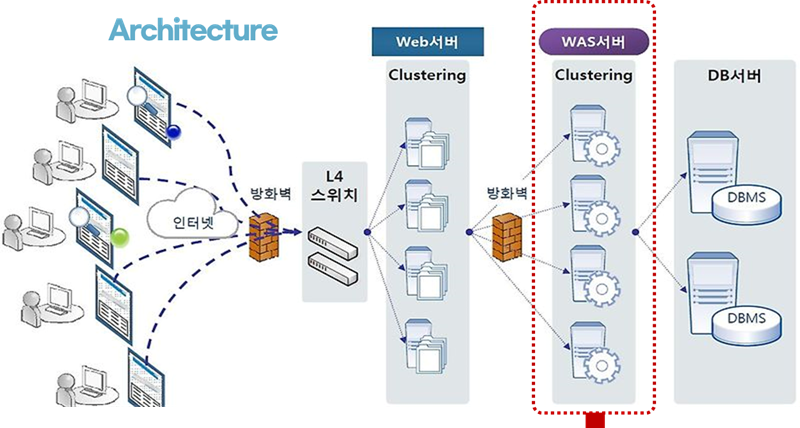 Architecture
Web서버
WAS서버
Clustering
Clustering
DB서버
L4
스위치
방화벽
방화벽
인터넷
DBMS
DBMS